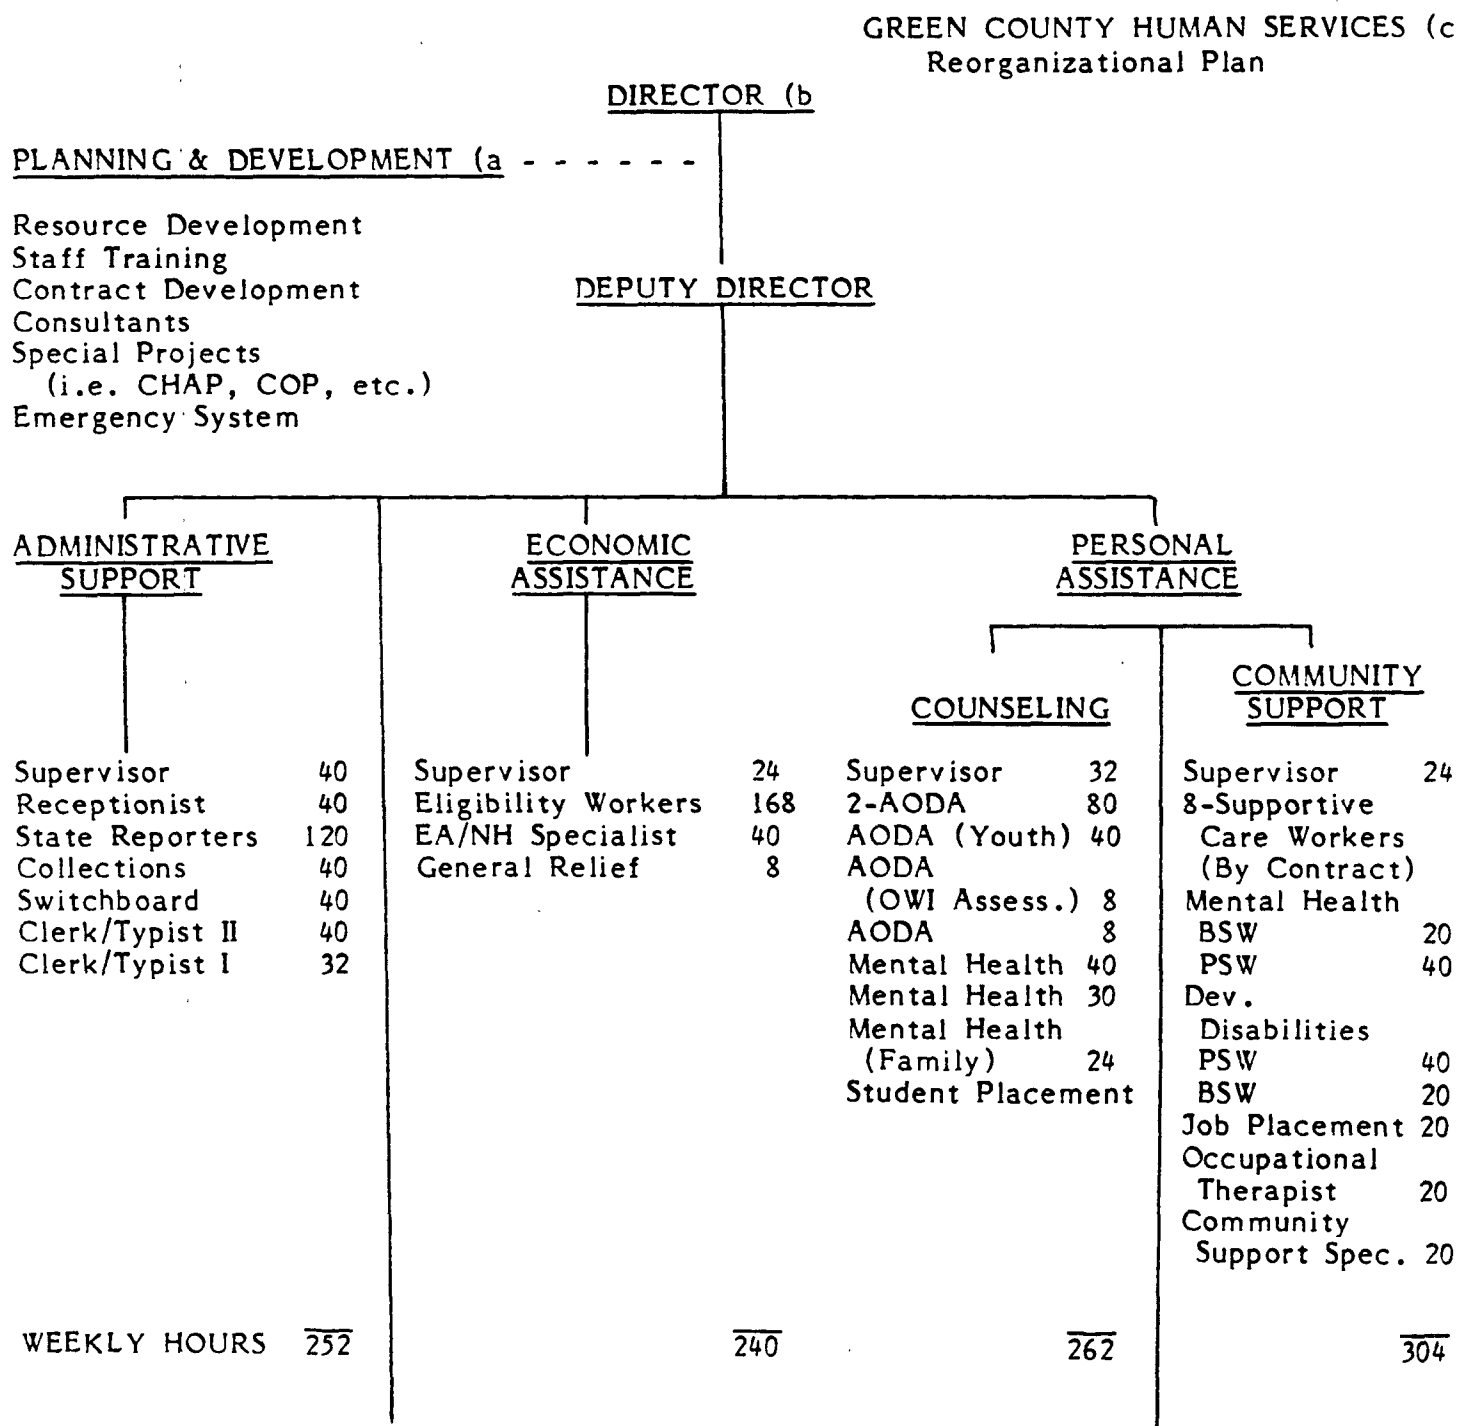 GREEN COUNTY HUMAN SERVICES (c
Reorganizational Plan
DIRECTOR (b
PLANNING & DEVELOPMENT (a - - - - - -
Resource Development
Staff Training
Contract Development
Consultants
Special Projects
(i.e. CHAP, COP, etc.)
Emergency System
DEPUTY DIRECTOR
ADMINISTRATIVE
SUPPORT
Supervisor 40
Receptionist 40
State Reporters 120
Collections 40
Switchboard 40
Clerk/Typist II 40
Clerk/Typist I 32
ECONOMIC
ASSISTANCE
Supervisor 24
Eligibility Workers 168
EA/NH Specialist 40
General Relief 8
PERSONAL
ASSISTANCE
COUNSELING
Supervisor 32
2-AODA 80
AODA (Youth) 40
AODA
(OWI Assess.) 8
AODA 8
Mental Health 40
Mental Health 30
Mental Health
(Family) 24
Student Placement
COMMUNITY
SUPPORT
Supervisor 24
8-Supportive
Care Workers
(By Contract)
Mental Health
BSW 20
PSW 40
Dev.
Disabilities
PSW 40
BSW 20
Job Placement 20
Occupational
Therapist 20
Community
Support Spec. 20
WEEKLY HOURS 252 240 262 304